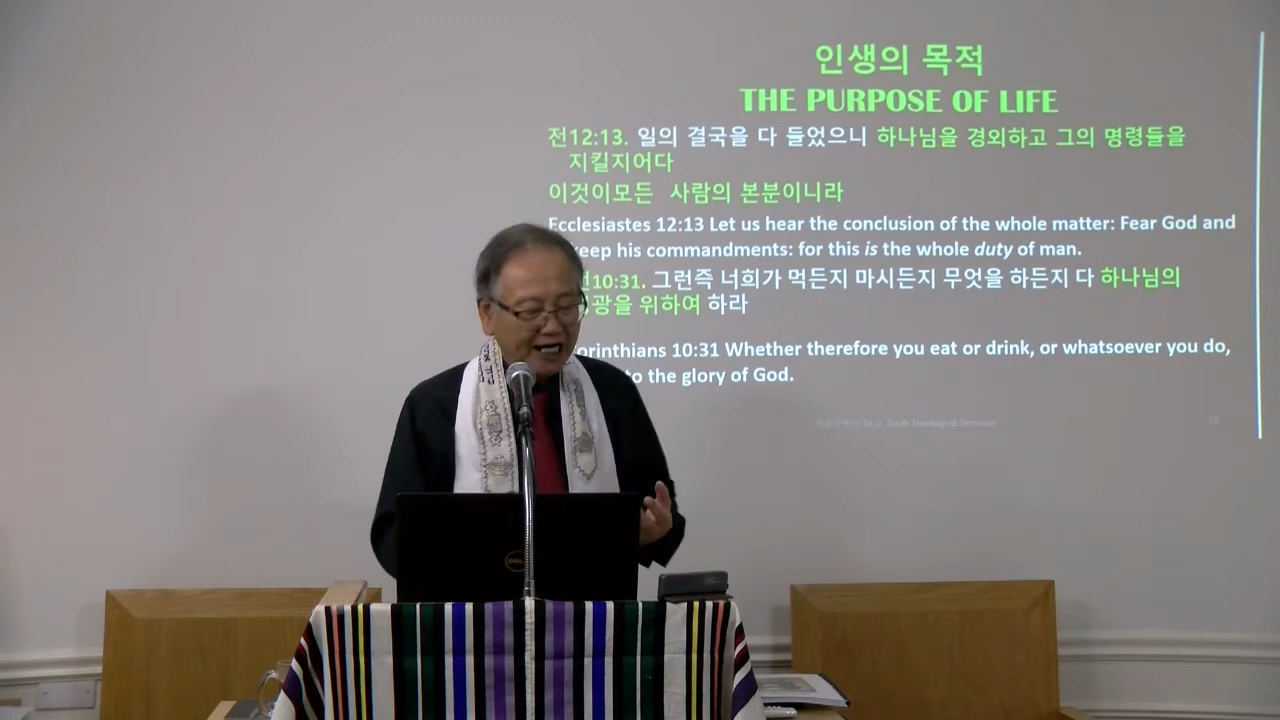 인생의 목적
THE PURPOSE OF LIFE
전12:13. 일의 결국을 다 들었으니 하나님을 경외하고 그의 명령들을
지킬지어다
이것이모든 사람의 본분이니라
Ecclesiastes 12:13 Let us hear the conclusion of the whole matter: Fear God and
keep his commandments: for this is the whole duty of man.
10:31. 그런즉 너희가 먹든지 마시든지 무엇을 하든지 다 하나님의
광을 위하여 하라
orinthians 10:31 Whether therefore you eat or drink, or whatsoever you do,
to the glory of God.
Torah Theological Seminary
DELL